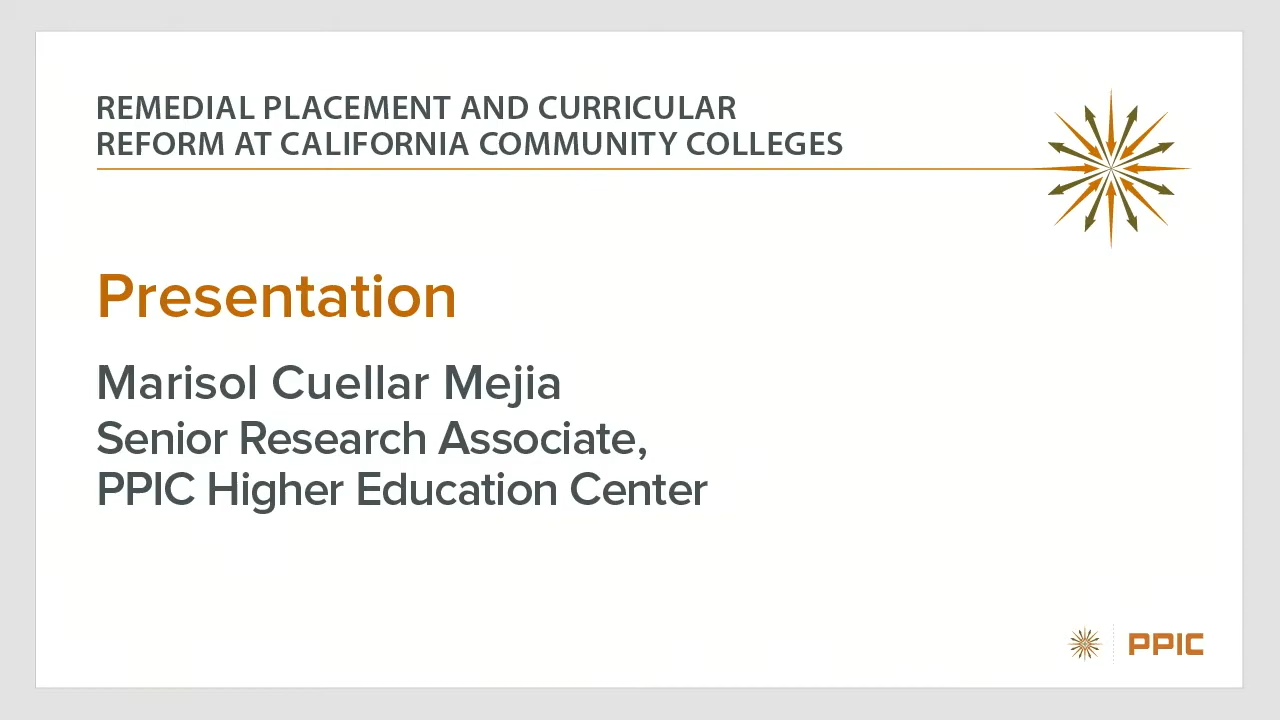 REMEDIAL PLACEMENT AND CURRICULAR
REFORM AT CALIFORNIA COMMUNITY COLLEGES
Presentation
Marisol Cuellar Mejia
Senior Research Associate,
PPIC Higher Education Center
PPIC